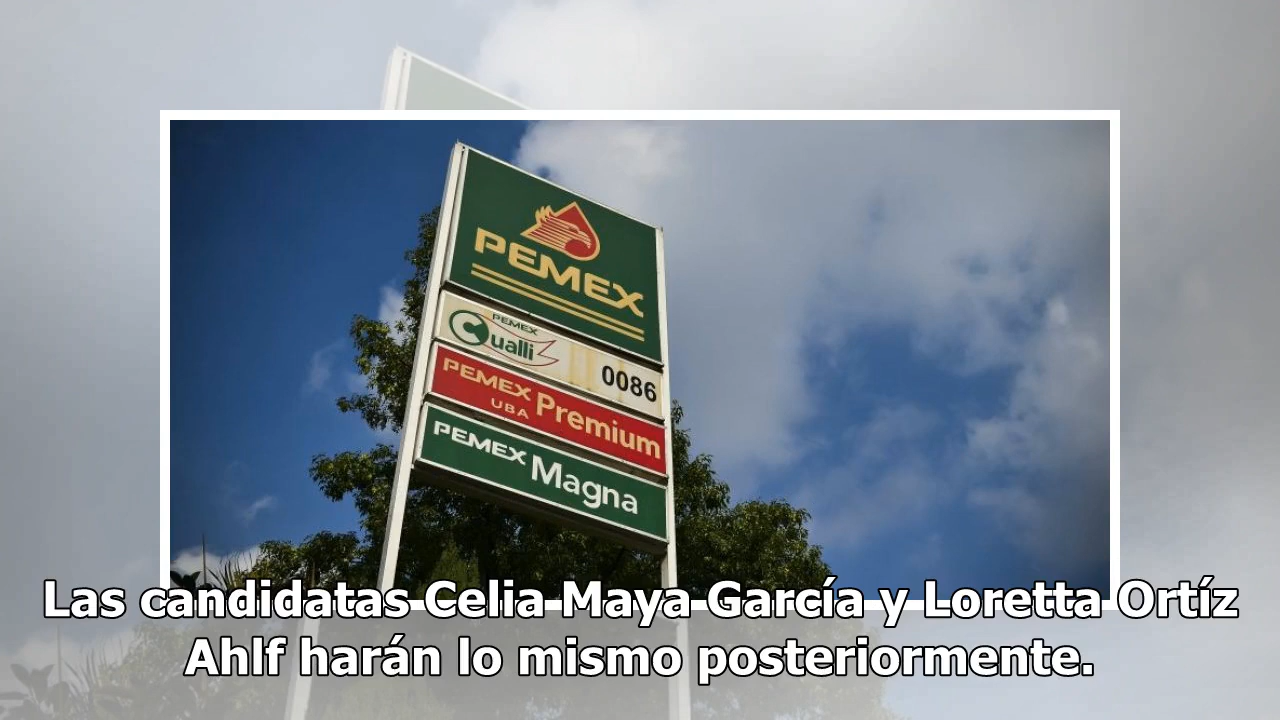 PEMEX
PEMEX
Cualli
0086
PEMEX
UBA Premium
PEMEX Magna
Las candidatas Celia Maya García y Loretta Ortíz
Ahlf harán lo mismo posteriormente.